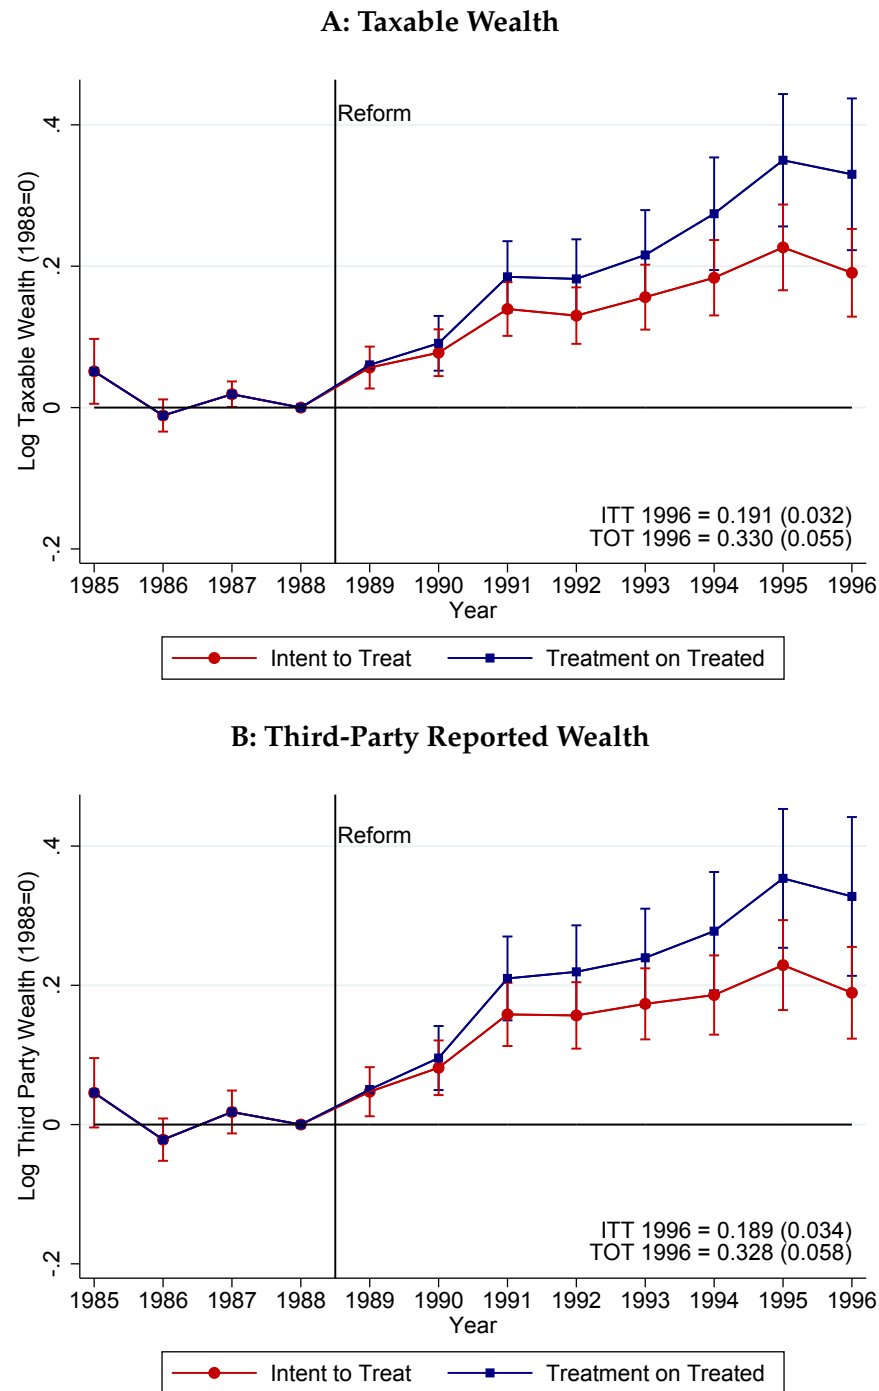 A: Taxable Wealth
Reform
Log Taxable Wealth (1988=0)
.4
.2
0
-.2
ITT 1996 = 0.191 (0.032)
TOT 1996 = 0.330 (0.055)
1985 1986 1987 1988 1989 1990 1991 1992 1993 1994 1995 1996
Year
Intent to Treat Treatment on Treated
B: Third-Party Reported Wealth
Reform
Log Third Party Wealth (1988=0)
.4
.2
0
-.2
ITT 1996 = 0.189 (0.034)
TOT 1996 = 0.328 (0.058)
1985 1986 1987 1988 1989 1990 1991 1992 1993 1994 1995 1996
Year
Intent to Treat Treatment on Treated